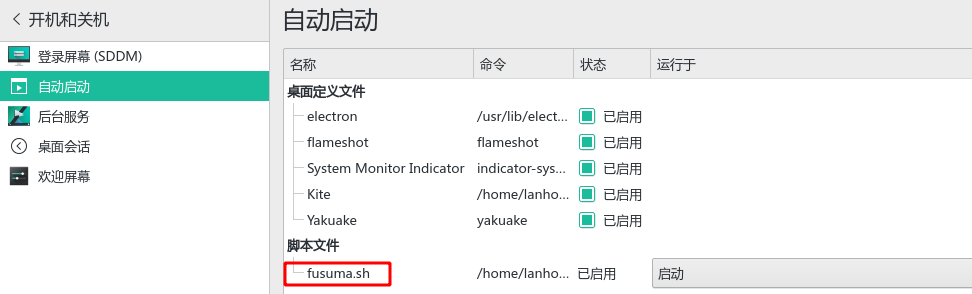 开机和关机
登录屏幕 (SDDM)
自动启动
后台服务
桌面会话
欢迎屏幕
自动启动
名称 命令 状态 运行于
桌面定义文件
electron /usr/lib/elect... 已启用
flameshot flameshot 已启用
System Monitor Indicator indicator-sys... 已启用
Kite /home/lanho... 已启用
Yakuake yakuake 已启用
脚本文件
fusuma.sh /home/lanho... 已启用 启动